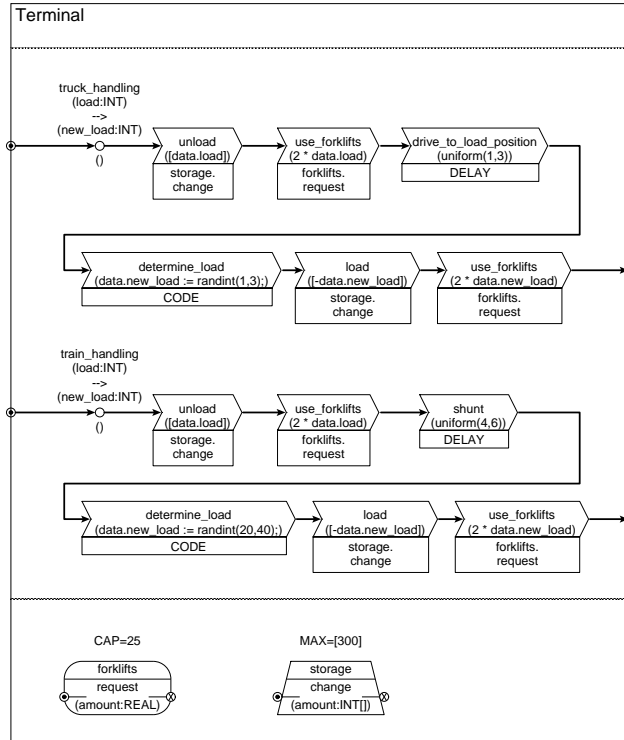 Terminal
truck_handling
(load:INT)
-->
(new_load:INT)
()
unload
([data.load])
storage.
change
use_forklifts
(2 * data.load)
forklifts.
request
drive_to_load_position
(uniform(1,3))
DELAY
determine_load
(data.new_load := randint(1,3);)
CODE
load
([-data.new_load])
storage.
change
use_forklifts
(2 * data.new_load)
forklifts.
request
train_handling
(load:INT)
-->
(new_load:INT)
()
unload
([data.load])
storage.
change
use_forklifts
(2 * data.load)
forklifts.
request
shunt
(uniform(4,6))
DELAY
determine_load
(data.new_load := randint(20,40);)
CODE
load
([-data.new_load])
storage.
change
use_forklifts
(2 * data.new_load)
forklifts.
request
CAP=25
forklifts
request
(amount:REAL)
MAX=[300]
storage
change
(amount:INT[])